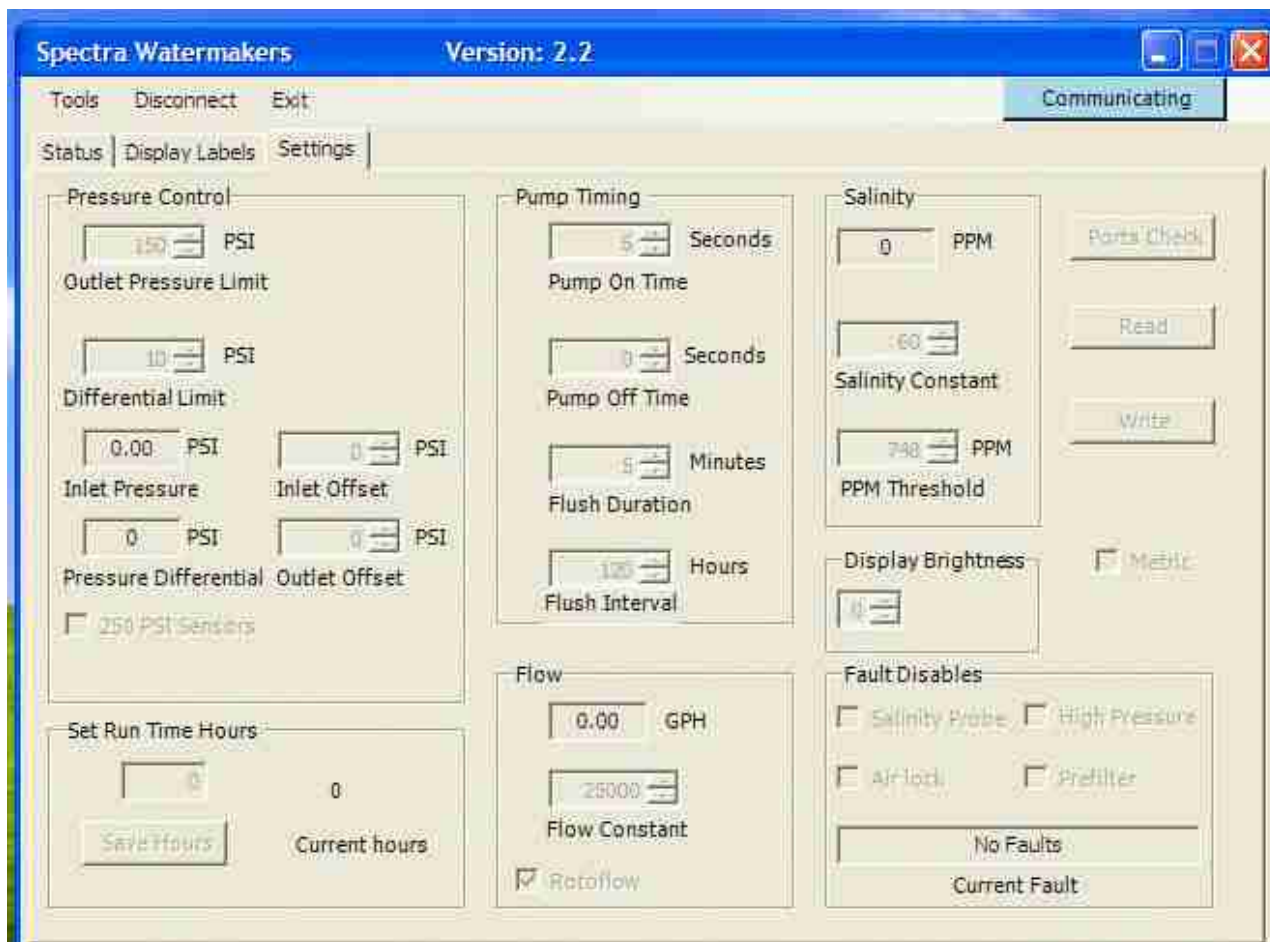 Spectra Watermakers Version: 2.2
Tools Disconnect Exit
Communicating
Status Display Labels Settings
Pressure Control
150 PSI
Outlet Pressure Limit
10 PSI
Differential Limit
0.00 PSI 0 PSI
Inlet Pressure Inlet Offset
0 PSI 0 PSI
Pressure Differential Outlet Offset
250 PSI Sensors
Set Run Time Hours
0 0
Save Hours Current hours
Pump Timing
5 Seconds
Pump On Time
0 Seconds
Pump Off Time
5 Minutes
Flush Duration
120 Hours
Flush Interval
Flow
0.00 GPH
25000
Flow Constant
Rotoflow
Salinity
0 PPM
60
Salinity Constant
748 PPM
PPM Threshold
Display Brightness
0
Ports Check
Read
Write
Metric
Fault Disables
Salinity Probe High Pressure
Air lock Prefilter
No Faults
Current Fault